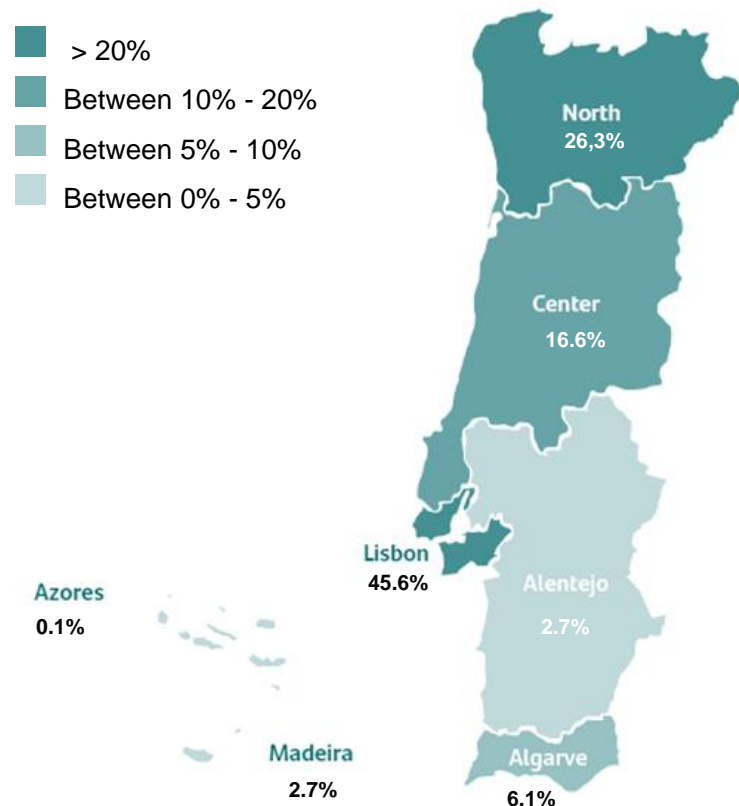 > 20%
Between 10% - 20%
Between 5% - 10%
Between 0% - 5%
North
26,3%
Center
16.6%
Lisbon
45.6%
Alentejo
2.7%
Azores
0.1%
Madeira
2.7%
Algarve
6.1%